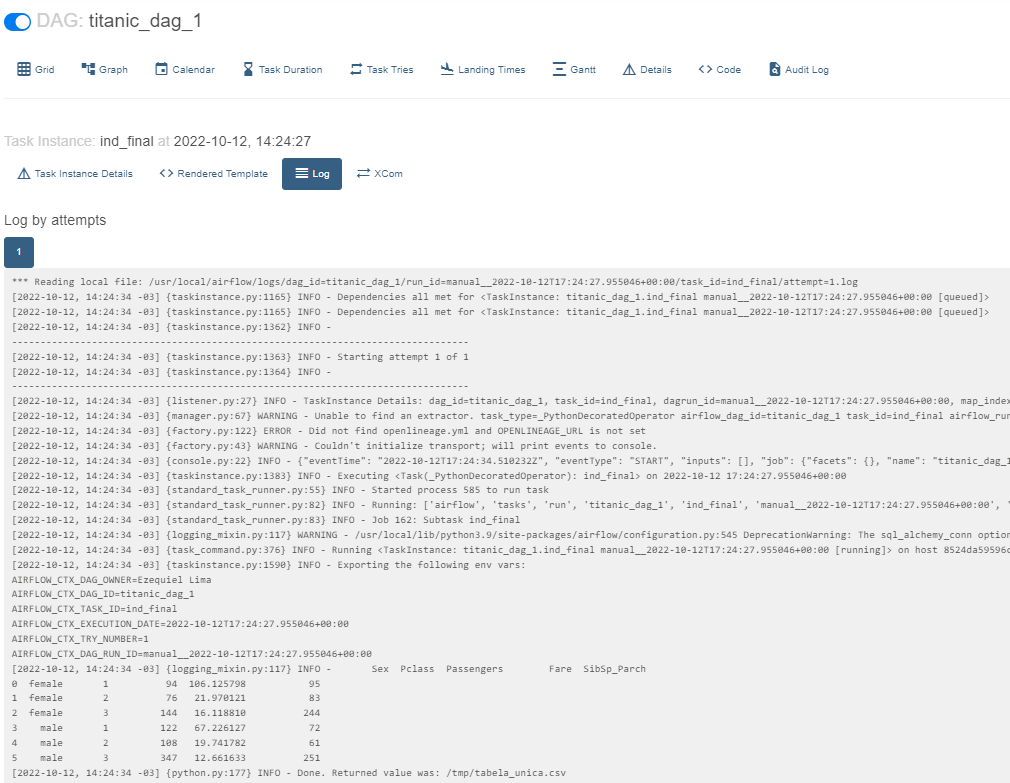 DAG: titanic_dag_1
Grid Graph Calendar Task Duration Task Tries Landing Times Gantt Details Code Audit Log
Task Instance: ind_final at 2022-10-12, 14:24:27
Task Instance Details Rendered Template Log XCom
Log by attempts
1
*** Reading local file: /usr/local/airflow/logs/dag_id=titanic_dag_1/run_id=manual__2022-10-12T17:24:27.955046+00:00/task_id=ind_final/attempt=1.log
[2022-10-12, 14:24:34 -03] {taskinstance.py:1165} INFO - Dependencies all met for <TaskInstance: titanic_dag_1.ind_final manual__2022-10-12T17:24:27.955046+00:00 [queued]>
[2022-10-12, 14:24:34 -03] {taskinstance.py:1165} INFO - Dependencies all met for <TaskInstance: titanic_dag_1.ind_final manual__2022-10-12T17:24:27.955046+00:00 [queued]>
[2022-10-12, 14:24:34 -03] {taskinstance.py:1362} INFO -
--------------------------------------------------------------------------------
[2022-10-12, 14:24:34 -03] {taskinstance.py:1363} INFO - Starting attempt 1 of 1
[2022-10-12, 14:24:34 -03] {taskinstance.py:1364} INFO -
--------------------------------------------------------------------------------
[2022-10-12, 14:24:34 -03] {listener.py:27} INFO - TaskInstance Details: dag_id=titanic_dag_1, task_id=ind_final, dagrun_id=manual__2022-10-12T17:24:27.955046+00:00, map_index
[2022-10-12, 14:24:34 -03] {manager.py:67} WARNING - Unable to find an extractor. task_type=_PythonDecoratedOperator airflow_dag_id=titanic_dag_1 task_id=ind_final airflow_run
[2022-10-12, 14:24:34 -03] {factory.py:122} ERROR - Did not find openlineage.yml and OPENLINEAGE_URL is not set
[2022-10-12, 14:24:34 -03] {factory.py:43} WARNING - Couldn't initialize transport; will print events to console.
[2022-10-12, 14:24:34 -03] {console.py:22} INFO - {"eventTime": "2022-10-12T17:24:34.510232Z", "eventType": "START", "inputs": [], "job": {"facets": {}, "name": "titanic_dag_1
[2022-10-12, 14:24:34 -03] {taskinstance.py:1383} INFO - Executing <Task(_PythonDecoratedOperator): ind_final> on 2022-10-12 17:24:27.955046+00:00
[2022-10-12, 14:24:34 -03] {standard_task_runner.py:55} INFO - Started process 585 to run task
[2022-10-12, 14:24:34 -03] {standard_task_runner.py:82} INFO - Running: ['airflow', 'tasks', 'run', 'titanic_dag_1', 'ind_final', 'manual__2022-10-12T17:24:27.955046+00:00', '
[2022-10-12, 14:24:34 -03] {standard_task_runner.py:83} INFO - Job 162: Subtask ind_final
[2022-10-12, 14:24:34 -03] {logging_mixin.py:117} WARNING - /usr/local/lib/python3.9/site-packages/airflow/configuration.py:545 DeprecationWarning: The sql_alchemy_conn option
[2022-10-12, 14:24:34 -03] {task_command.py:376} INFO - Running <TaskInstance: titanic_dag_1.ind_final manual__2022-10-12T17:24:27.955046+00:00 [running]> on host 8524da59596c
[2022-10-12, 14:24:34 -03] {taskinstance.py:1590} INFO - Exporting the following env vars:
AIRFLOW_CTX_DAG_OWNER=Ezequiel Lima
AIRFLOW_CTX_DAG_ID=titanic_dag_1
AIRFLOW_CTX_TASK_ID=ind_final
AIRFLOW_CTX_EXECUTION_DATE=2022-10-12T17:24:27.955046+00:00
AIRFLOW_CTX_TRY_NUMBER=1
AIRFLOW_CTX_DAG_RUN_ID=manual__2022-10-12T17:24:27.955046+00:00
[2022-10-12, 14:24:34 -03] {logging_mixin.py:117} INFO -       Sex  Pclass  Passengers        Fare  SibSp_Parch
0  female       1          94  106.125798           95
1  female       2          76   21.970121           83
2  female       3         144   16.118810          244
3    male       1         122   67.226127           72
4    male       2         108   19.741782           61
5    male       3         347   12.661633          251
[2022-10-12, 14:24:34 -03] {python.py:177} INFO - Done. Returned value was: /tmp/tabela_unica.csv